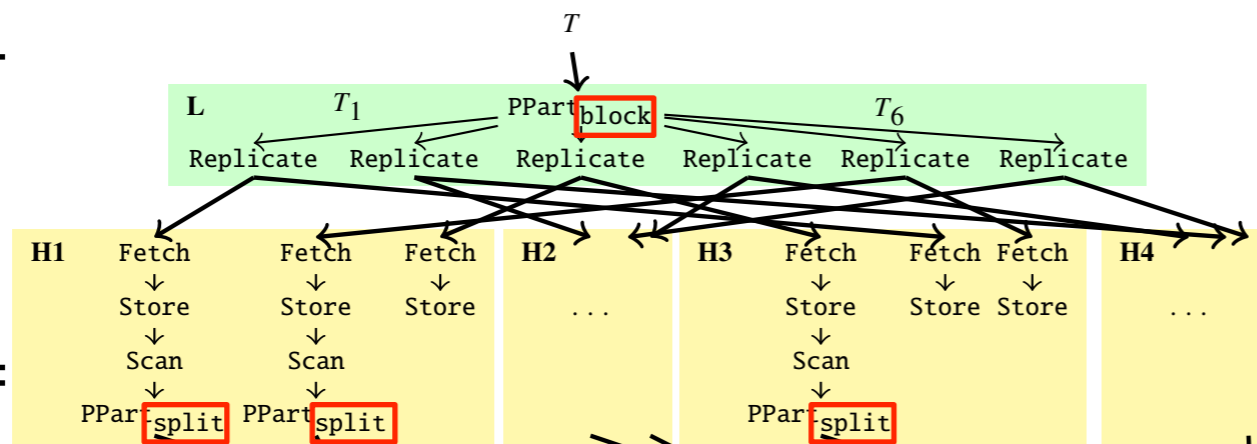 T
L T1 PPart block T6
Replicate Replicate Replicate Replicate Replicate Replicate
H1 Fetch Fetch Fetch H2 H3 Fetch Fetch Fetch H4
Store Store Store ... Store Store Store ...
Scan Scan Scan
PPart split PPart split PPart split